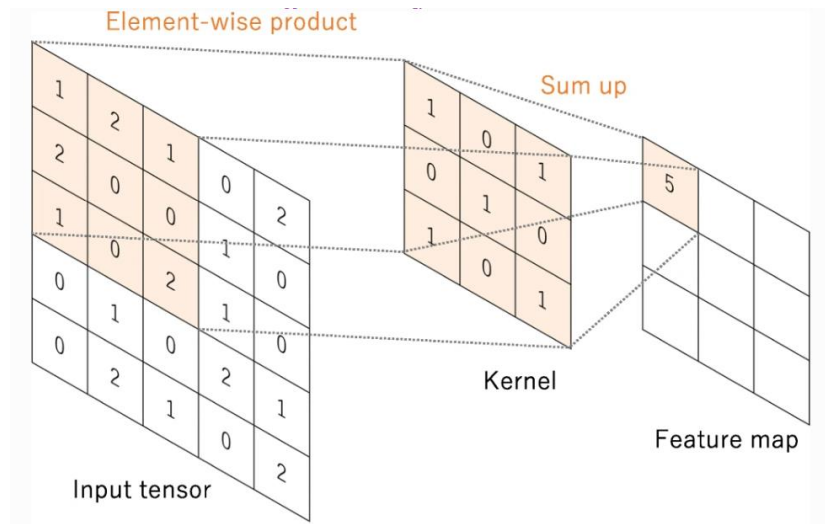 Element-wise product
Sum up
1 2 1 0 2
2 0 0 1 0
1 0 2 1 0
0 1 0 2 1
0 2 1 0 2
Input tensor
1 0 1
0 1 0
1 0 1
Kernel
5
Feature map